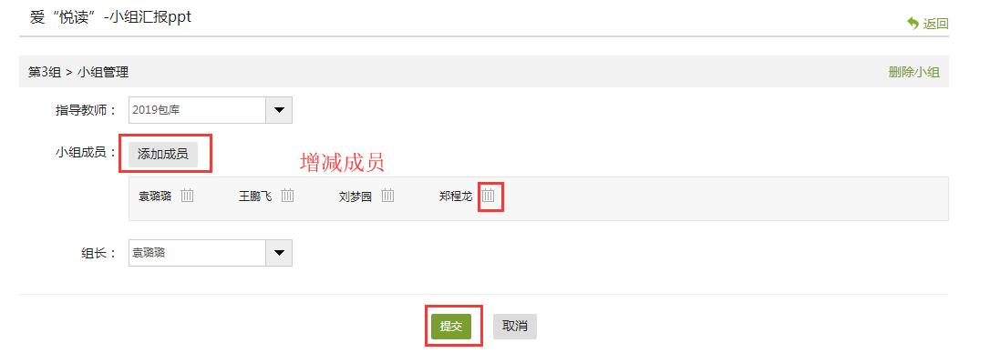 爱“悦读”-小组汇报ppt
返回
第3组 > 小组管理
删除小组
指导教师： 2019包库
小组成员： 添加成员
增减成员
袁璐璐 王鹏飞 刘梦园 郑程龙
组长： 袁璐璐
提交 取消